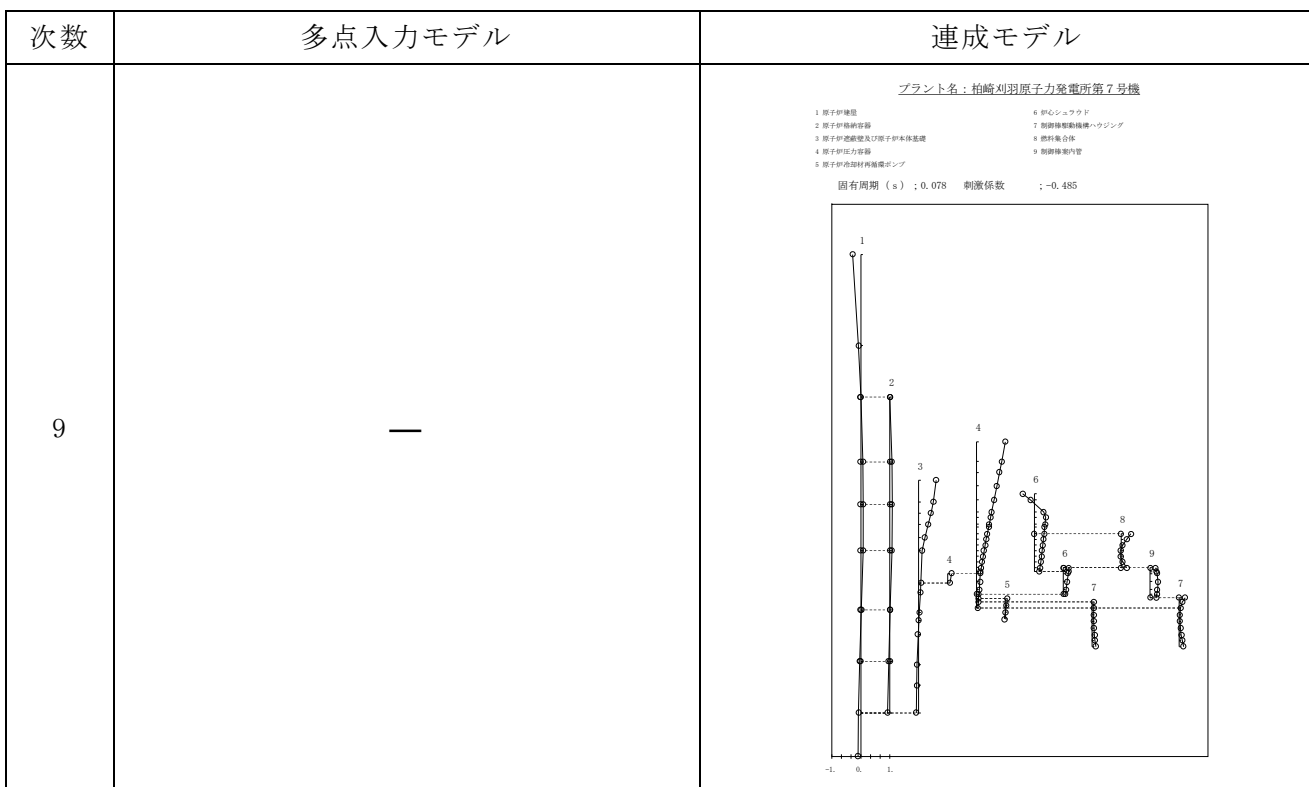 次数 多点入力モデル 連成モデル
9 —
プラント名：柏崎刈羽原子力発電所第７号機
1 原子炉建屋 6 炉心シュラウド
2 原子炉格納容器 7 制御棒駆動機構ハウジング
3 原子炉遮蔽壁及び原子炉本体基礎 8 燃料集合体
4 原子炉圧力容器 9 制御棒案内管
5 原子炉冷却材再循環ポンプ
固有周期（ｓ）；0.078 刺激係数 ；-0.485
1
2
4
3
6
8
4
6
9
5
7
7
-1. 0. 1.